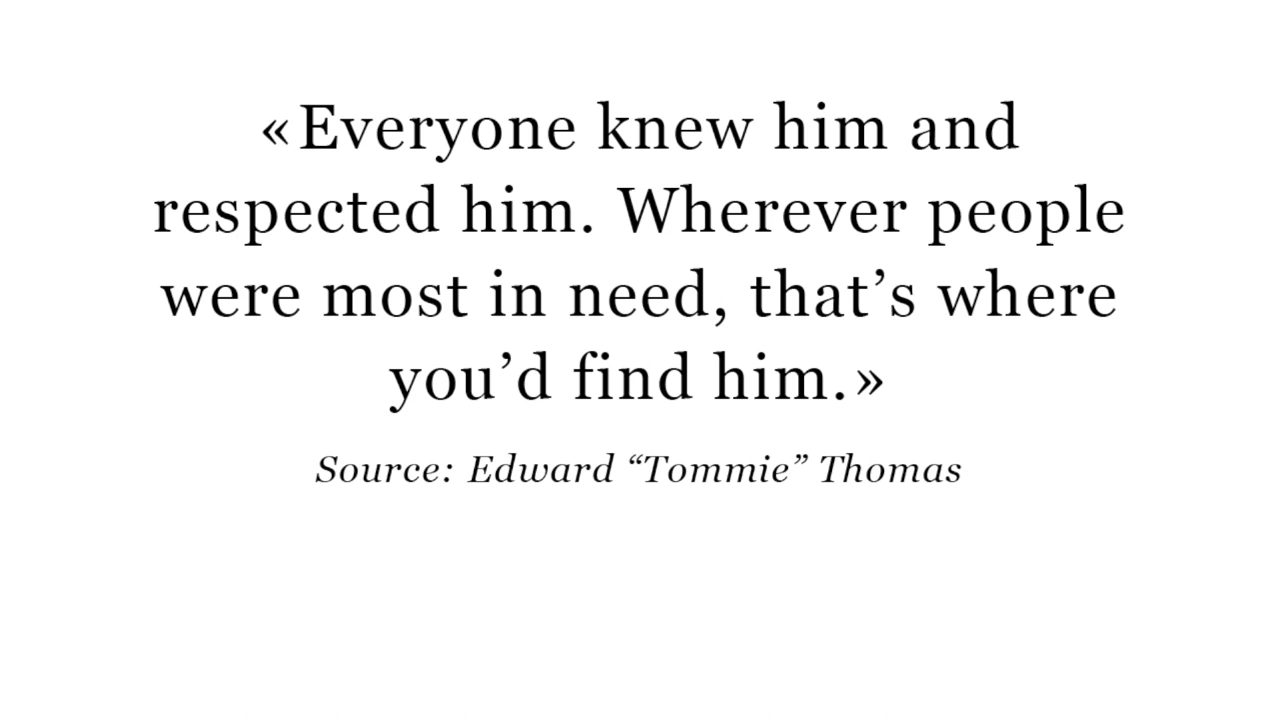 «Everyone knew him and
respected him. Wherever people
were most in need, that’s where
you’d find him.»
Source: Edward “Tommie” Thomas